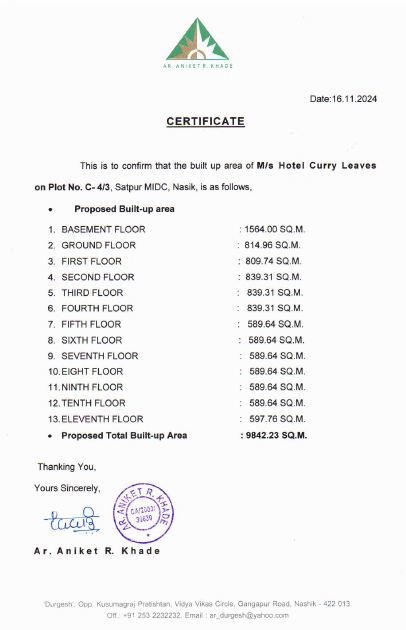 AR. ANIKET R. KHADE
Date:16.11.2024
CERTIFICATE
This is to confirm that the built up area of M/s Hotel Curry Leaves
on Plot No. C- 4/3, Satpur MIDC, Nasik, is as follows,
• Proposed Built-up area
1. BASEMENT FLOOR : 1564.00 SQ.M.
2. GROUND FLOOR : 814.96 SQ.M.
3. FIRST FLOOR : 809.74 SQ.M.
4. SECOND FLOOR : 839.31 SQ.M.
5. THIRD FLOOR : 839.31 SQ.M.
6. FOURTH FLOOR : 839.31 SQ.M.
7. FIFTH FLOOR : 589.64 SQ.M.
8. SIXTH FLOOR : 589.64 SQ.M.
9. SEVENTH FLOOR : 589.64 SQ.M.
10. EIGHT FLOOR : 589.64 SQ.M.
11. NINTH FLOOR : 589.64 SQ.M.
12. TENTH FLOOR : 589.64 SQ.M.
13. ELEVENTH FLOOR : 597.76 SQ.M.
• Proposed Total Built-up Area : 9842.23 SQ.M.
Thanking You,
Yours Sincerely,
AR. ANIKET R. KHADE
Ar. Aniket R. Khade
'Durgesh', Opp. Kusumagraj Pratishtan, Vidya Vikas Circle, Gangapur Road, Nashik - 422 013.
Off.: +91 253 2232232, Email : ar_durgesh@yahoo.com